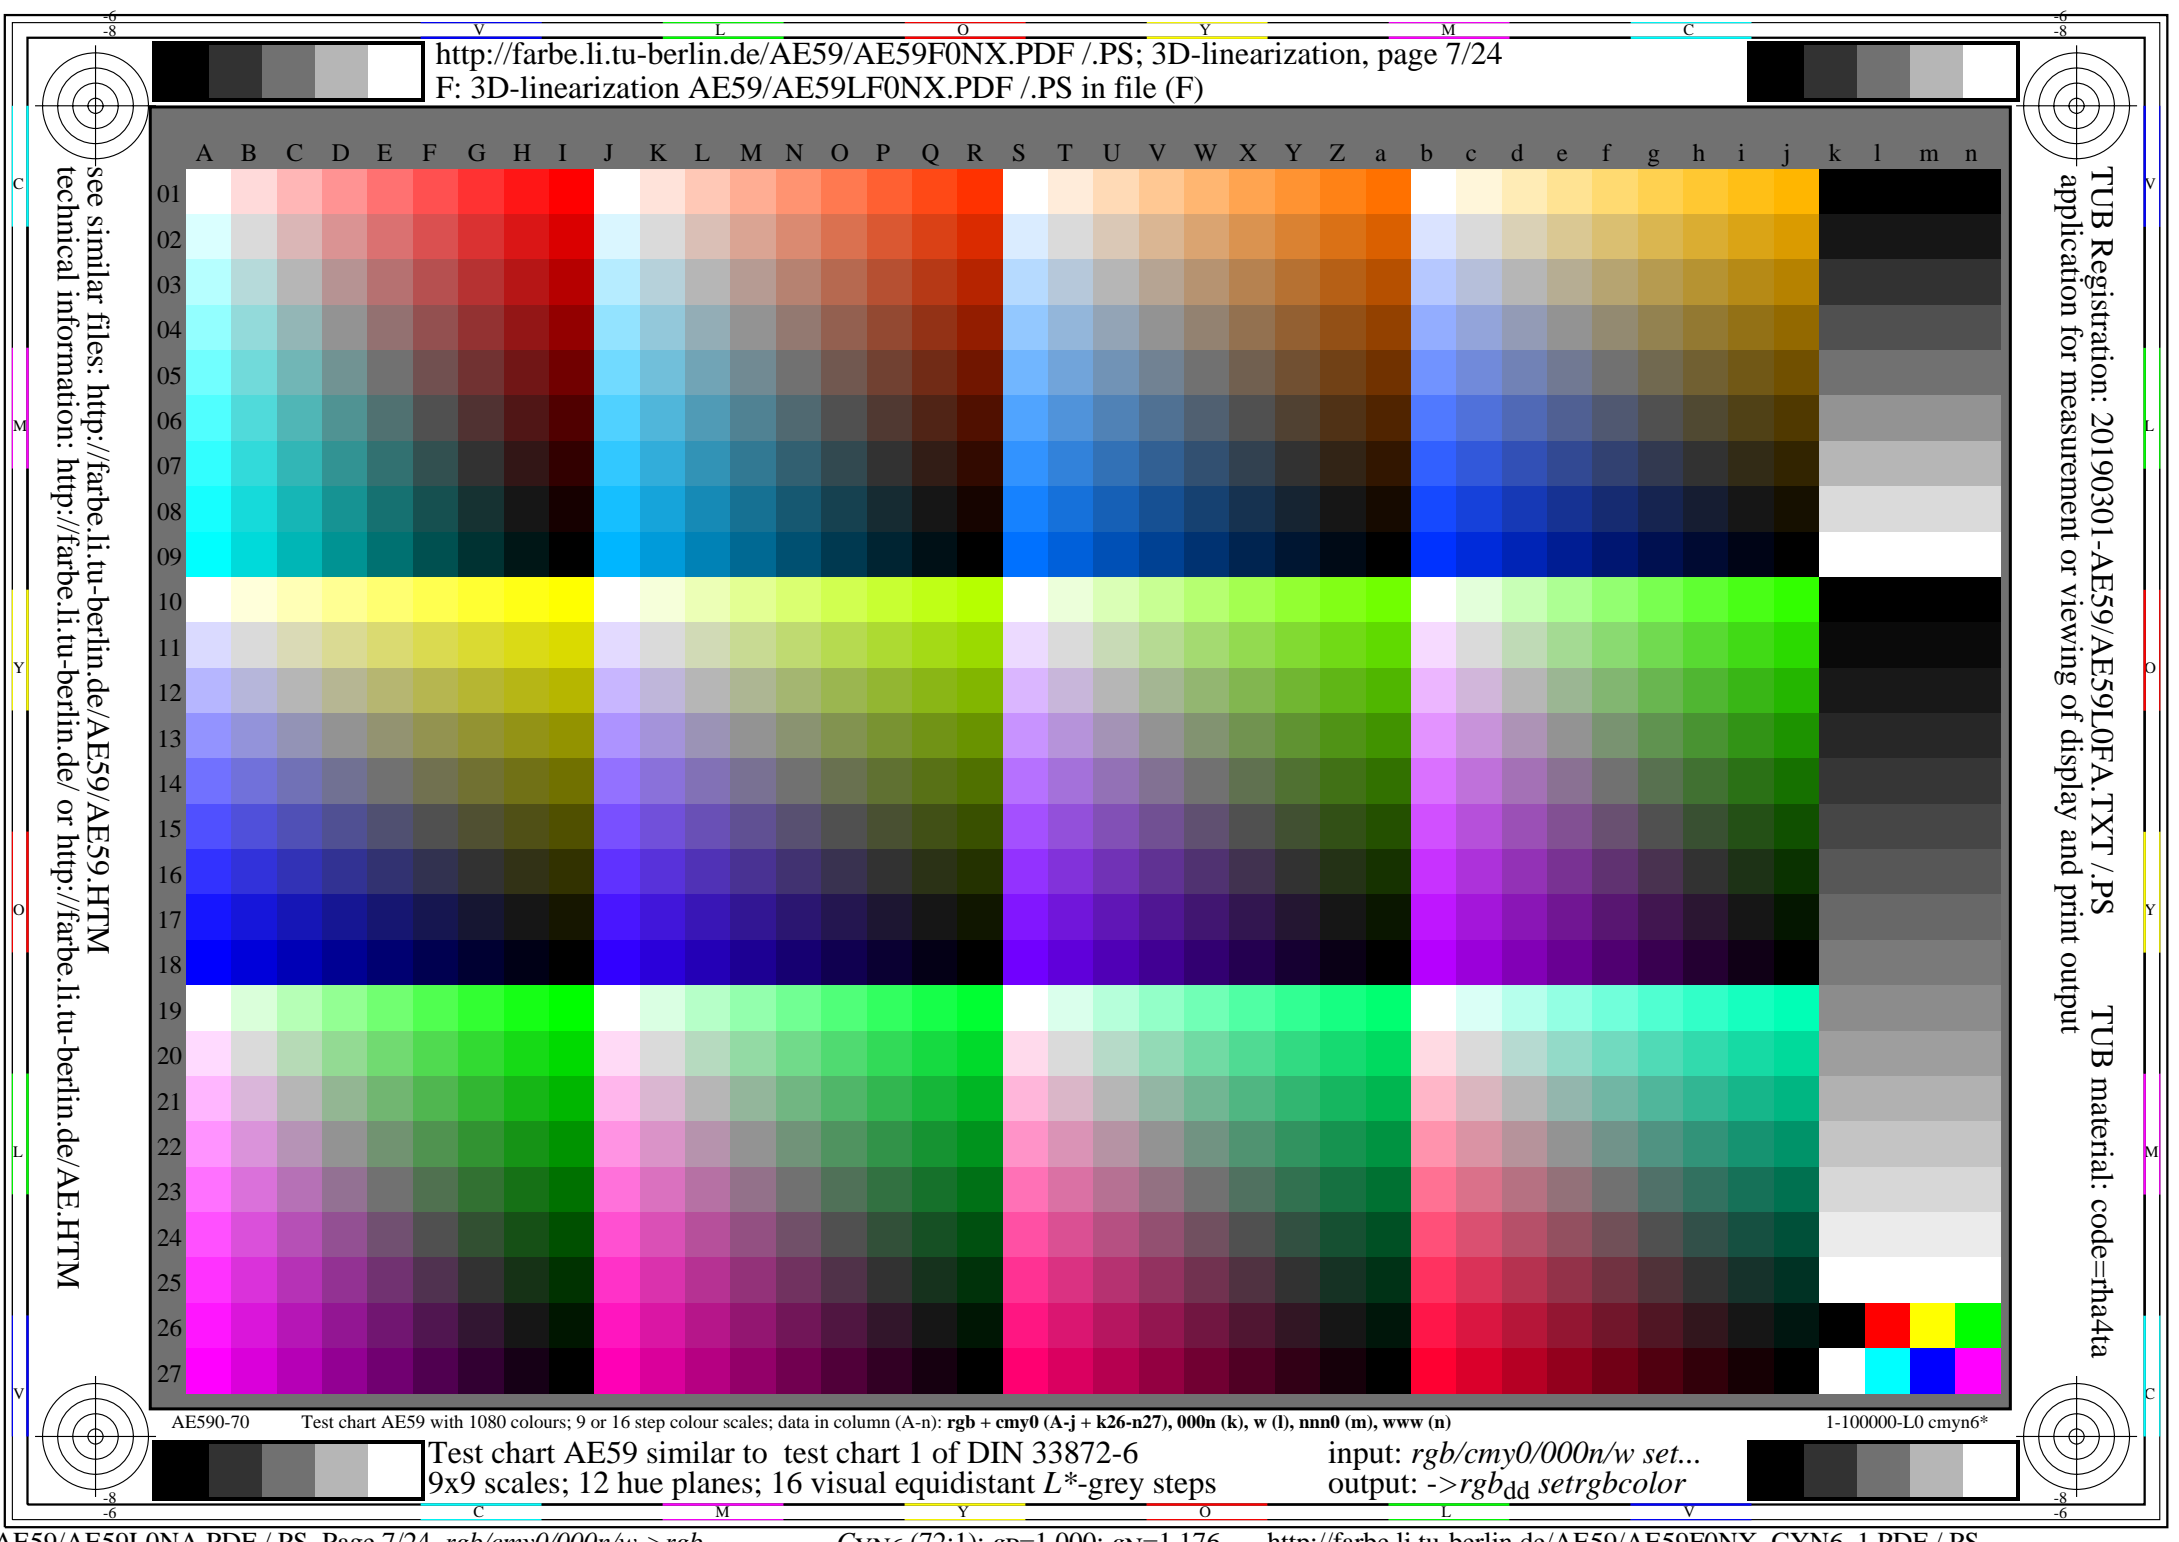 -6
-8
-6
-8
V L O Y M C
http://farbe.li.tu-berlin.de/AE59/AE59F0NX.PDF /.PS; 3D-linearization, page 7/24
F: 3D-linearization AE59/AE59LF0NX.PDF /.PS in file (F)
see similar files: http://farbe.li.tu-berlin.de/AE59/AE59.HTM
technical information: http://farbe.li.tu-berlin.de/ or http://farbe.li.tu-berlin.de/AE.HTM
C
M
Y
O
L
V
A B C D E F G H I J K L M N O P Q R S T U V W X Y Z a b c d e f g h i j k l m n
01
02
03
04
05
06
07
08
09
10
11
12
13
14
15
16
17
18
19
20
21
22
23
24
25
26
27
TUB Registration: 20190301-AE59/AE59L0FA.TXT /.PS TUB material: code=rha4ta
application for measurement or viewing of display and print output
V
L
O
Y
M
C
AE590-70 Test chart AE59 with 1080 colours; 9 or 16 step colour scales; data in column (A-n): rgb + cmy0 (A-j + k26-n27), 000n (k), w (l), nnn0 (m), www (n) 1-100000-L0 cmyn6*
Test chart AE59 similar to test chart 1 of DIN 33872-6 input: rgb/cmy0/000n/w set...
9x9 scales; 12 hue planes; 16 visual equidistant L*-grey steps output: ->rgbdd setrgbcolor
-8
-6
-8
-6
C M Y O L V